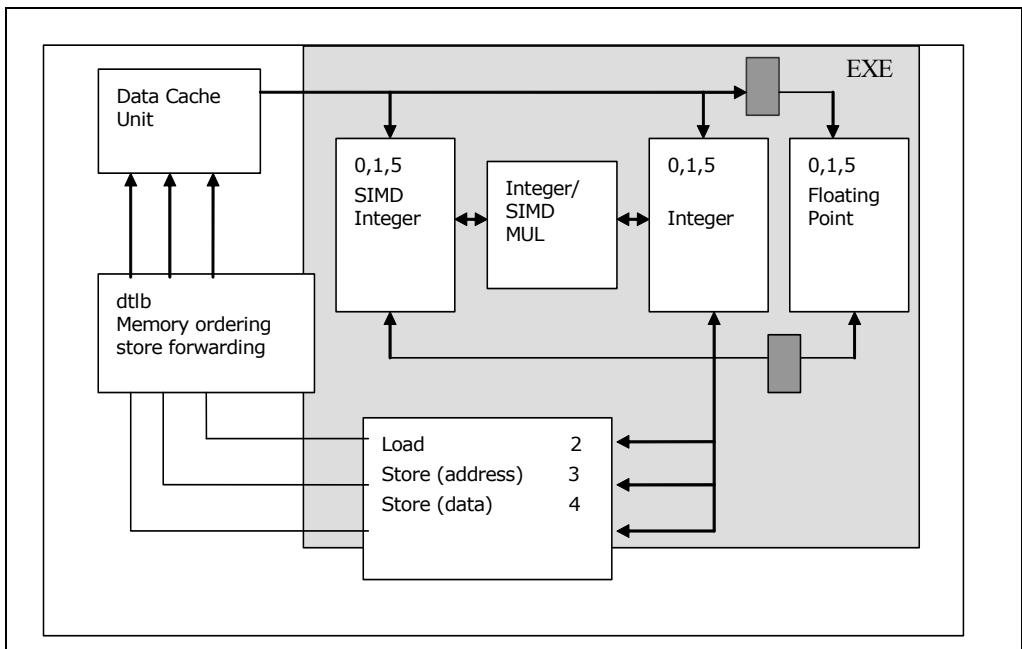 EXE
Data Cache
Unit
0,1,5
SIMD
Integer
Integer/
SIMD
MUL
0,1,5
Integer
0,1,5
Floating
Point
dtlb
Memory ordering
store forwarding
Load 2
Store (address) 3
Store (data) 4